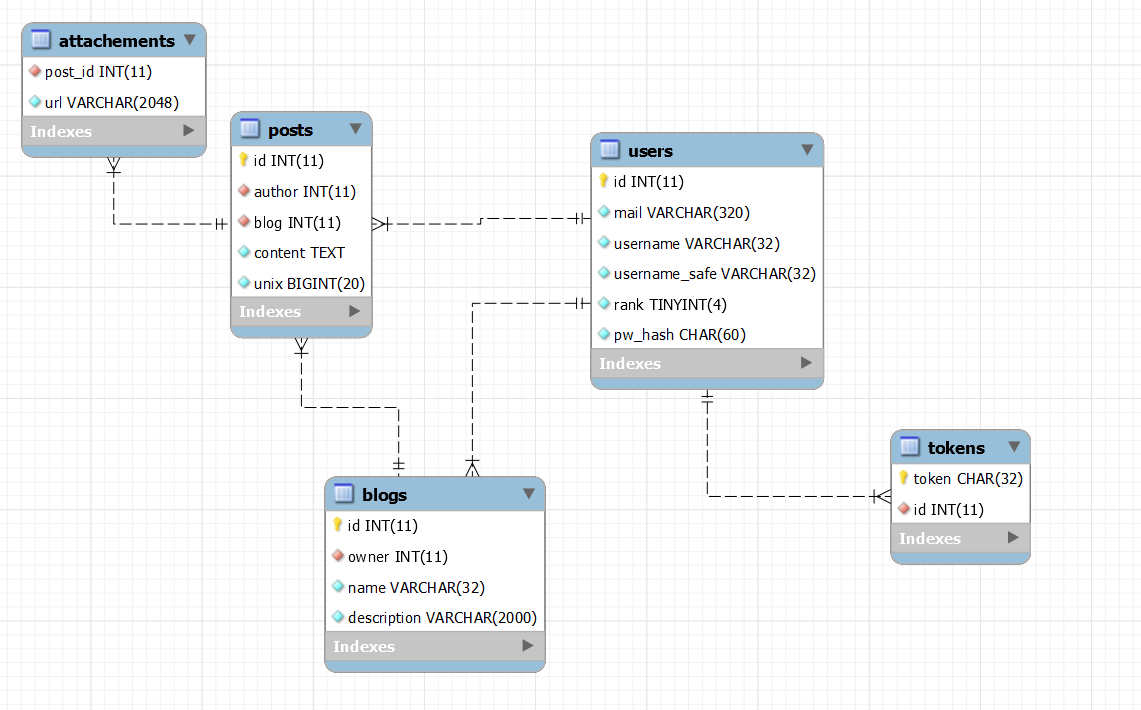 attachements
post_id INT(11)
url VARCHAR(2048)
Indexes
posts
id INT(11)
author INT(11)
blog INT(11)
content TEXT
unix BIGINT(20)
Indexes
users
id INT(11)
mail VARCHAR(320)
username VARCHAR(32)
username_safe VARCHAR(32)
rank TINYINT(4)
pw_hash CHAR(60)
Indexes
blogs
id INT(11)
owner INT(11)
name VARCHAR(32)
description VARCHAR(2000)
Indexes
tokens
token CHAR(32)
id INT(11)
Indexes